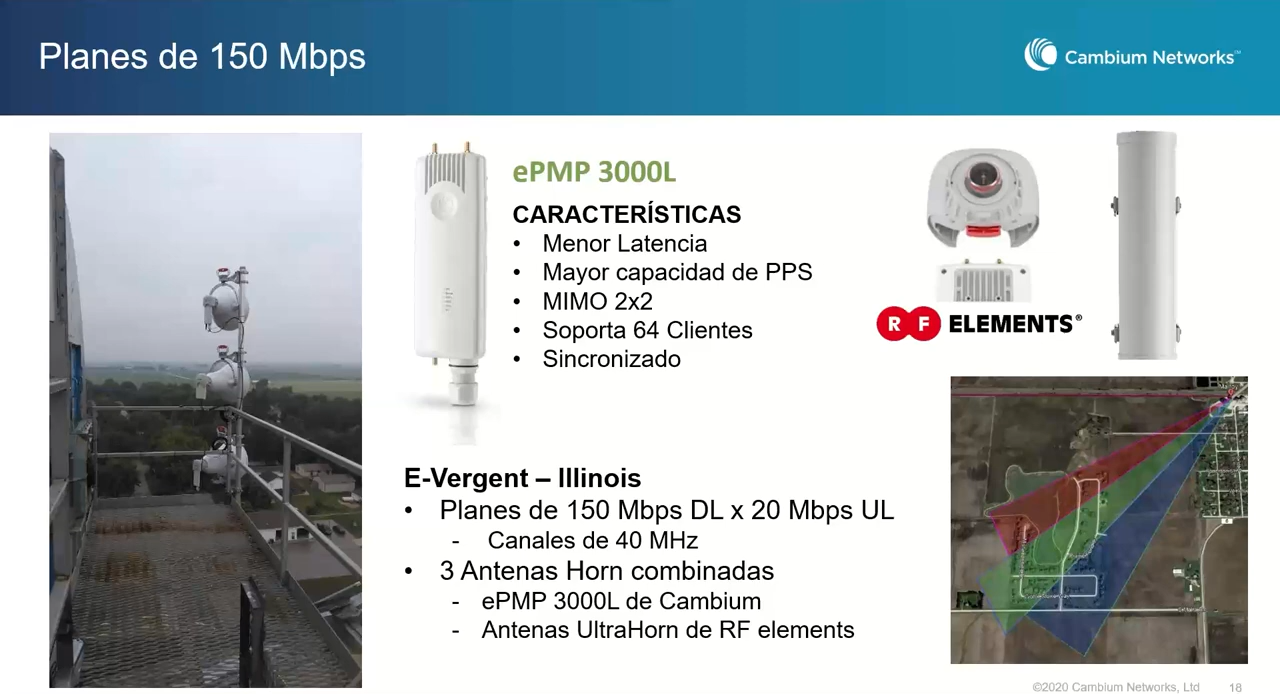 Planes de 150 Mbps
Cambium Networks™
ePMP 3000L
CARACTERÍSTICAS
• Menor Latencia
• Mayor capacidad de PPS
• MIMO 2x2
• Soporta 64 Clientes
• Sincronizado
RF ELEMENTS®
E-Vergent – Illinois
• Planes de 150 Mbps DL x 20 Mbps UL
- Canales de 40 MHz
• 3 Antenas Horn combinadas
- ePMP 3000L de Cambium
- Antenas UltraHorn de RF elements
©2020 Cambium Networks, Ltd
18